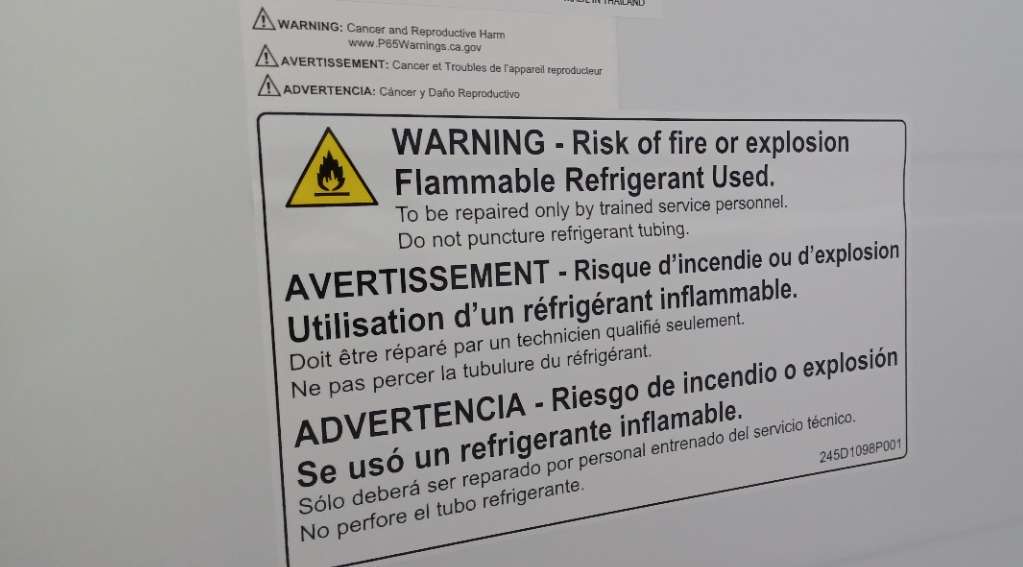 MADE IN THAILAND
WARNING: Cancer and Reproductive Harm
www.P65Warnings.ca.gov
AVERTISSEMENT: Cancer et Troubles de l'appareil reproducteur
ADVERTENCIA: Cáncer y Daño Reproductivo
WARNING - Risk of fire or explosion
Flammable Refrigerant Used.
To be repaired only by trained service personnel.
Do not puncture refrigerant tubing.
AVERTISSEMENT - Risque d'incendie ou d'explosion
Utilisation d'un réfrigérant inflammable.
Doit être réparé par un technicien qualifié seulement.
Ne pas percer la tubulure du réfrigérant.
ADVERTENCIA - Riesgo de incendio o explosión
Se usó un refrigerante inflamable.
Sólo deberá ser reparado por personal entrenado del servicio técnico.
No perfore el tubo refrigerante.
245D1098P001